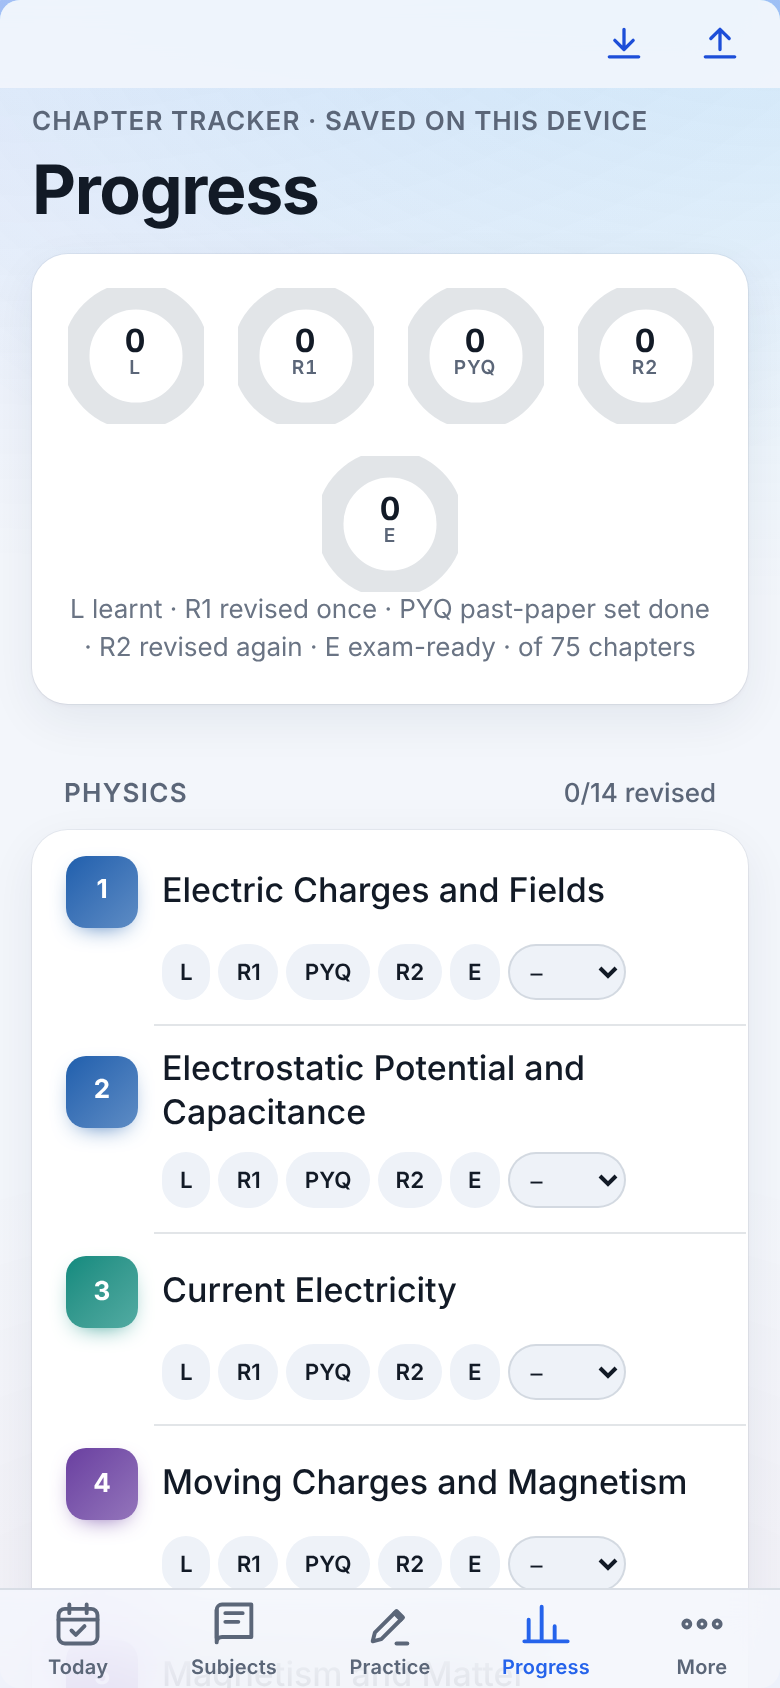 CHAPTER TRACKER · SAVED ON THIS DEVICE
Progress
0
L
0
R1
0
PYQ
0
R2
0
E
L learnt · R1 revised once · PYQ past-paper set done
· R2 revised again · E exam-ready · of 75 chapters
PHYSICS 0/14 revised
1 Electric Charges and Fields
L R1 PYQ R2 E –
2 Electrostatic Potential and
Capacitance
L R1 PYQ R2 E –
3 Current Electricity
L R1 PYQ R2 E –
4 Moving Charges and Magnetism
L R1 PYQ R2 E –
Magnetism and Matter
Today Subjects Practice Progress More